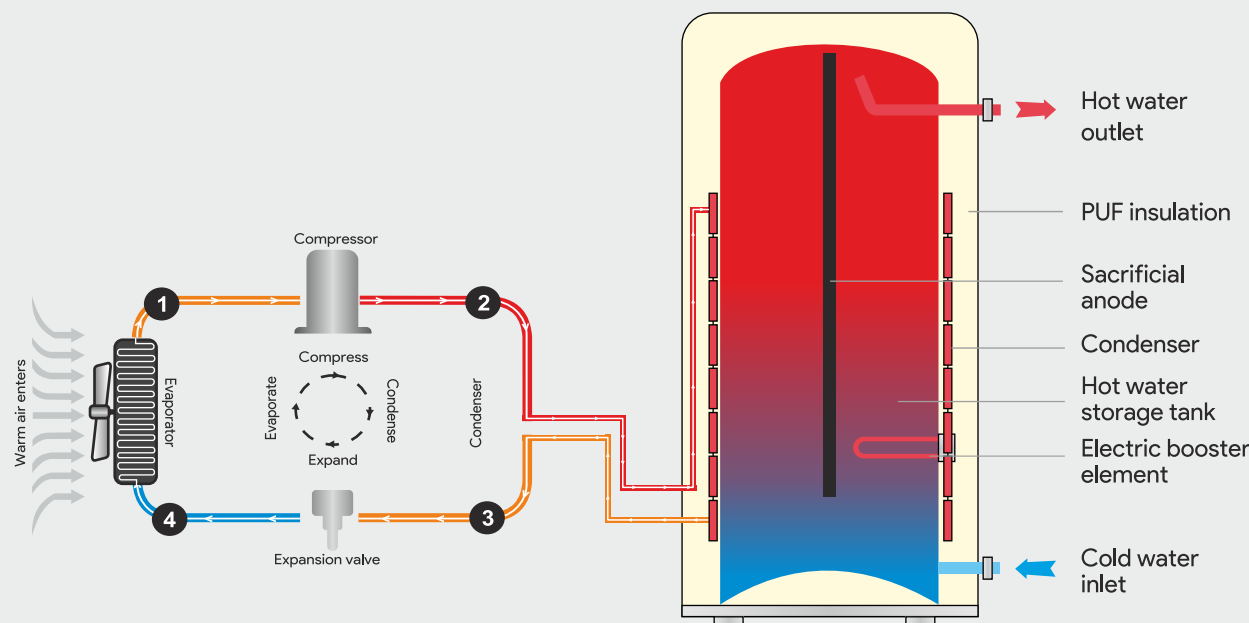 Warm air enters
Evaporator
1
Compressor
2
Compress
Evaporate
Condense
Expand
Condenser
4
Expansion valve
3
Hot water
outlet
PUF insulation
Sacrificial
anode
Condenser
Hot water
storage tank
Electric booster
element
Cold water
inlet